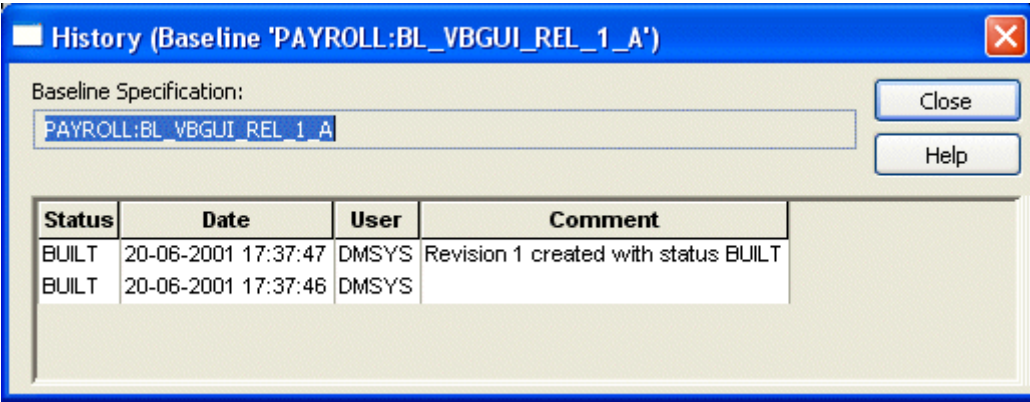 History (Baseline 'PAYROLL:BL_VBGUI_REL_1_A')
Baseline Specification:
Close
PAYROLL:BL_VBGUI_REL_1_A
Help
Status Date User Comment
BUILT 20-06-2001 17:37:47 DMSYS Revision 1 created with status BUILT
BUILT 20-06-2001 17:37:46 DMSYS